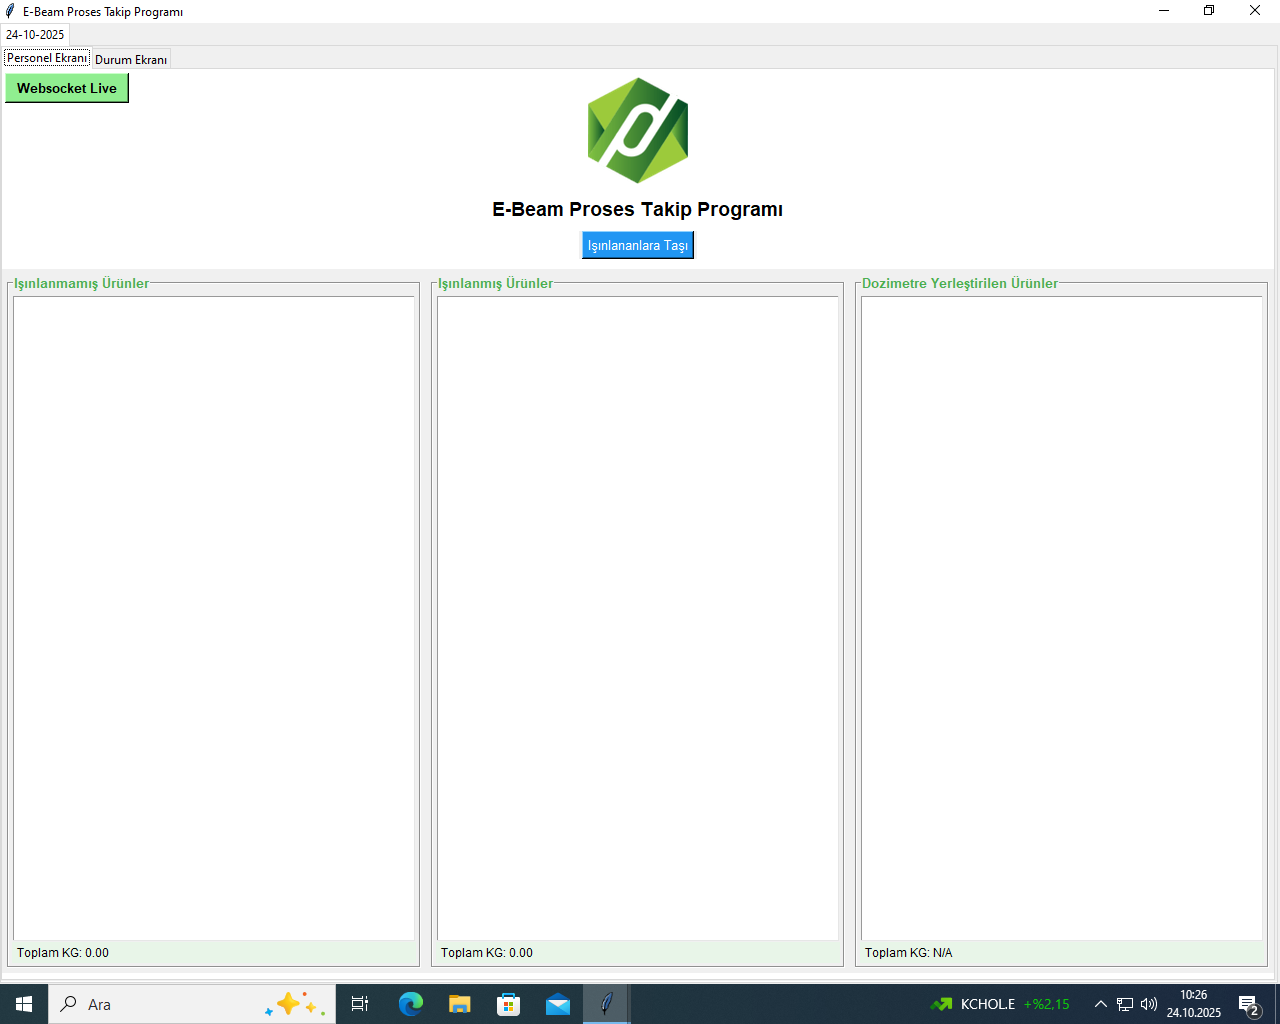 E-Beam Proses Takip Programı
24-10-2025
Personel Ekranı Durum Ekranı
Websocket Live
E-Beam Proses Takip Programı
Işınlananlara Taşı
Işınlanmamış Ürünler
Işınlanmış Ürünler
Dozimetre Yerleştirilen Ürünler
Toplam KG: 0.00
Toplam KG: 0.00
Toplam KG: N/A
Ara
KCHOL.E +%2,15
10:26
24.10.2025
2